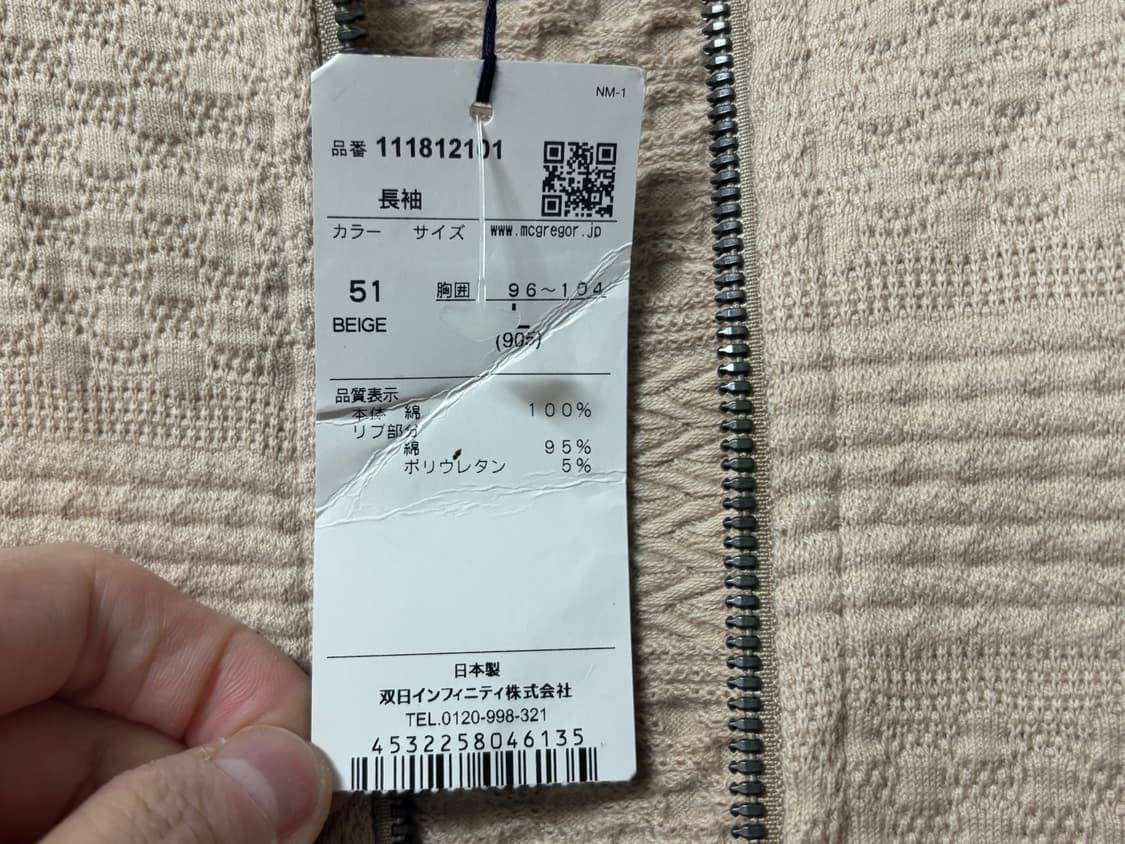 NM-1
品番 111812101
長袖
カラー サイズ www.mcgregor.jp
51 胸囲 96～104
BEIGE
品質表示
本体 綿 100%
リブ部分
綿 95%
ポリウレタン 5%
日本製
双日インフィニティ株式会社
TEL.0120-998-321
4532258046135